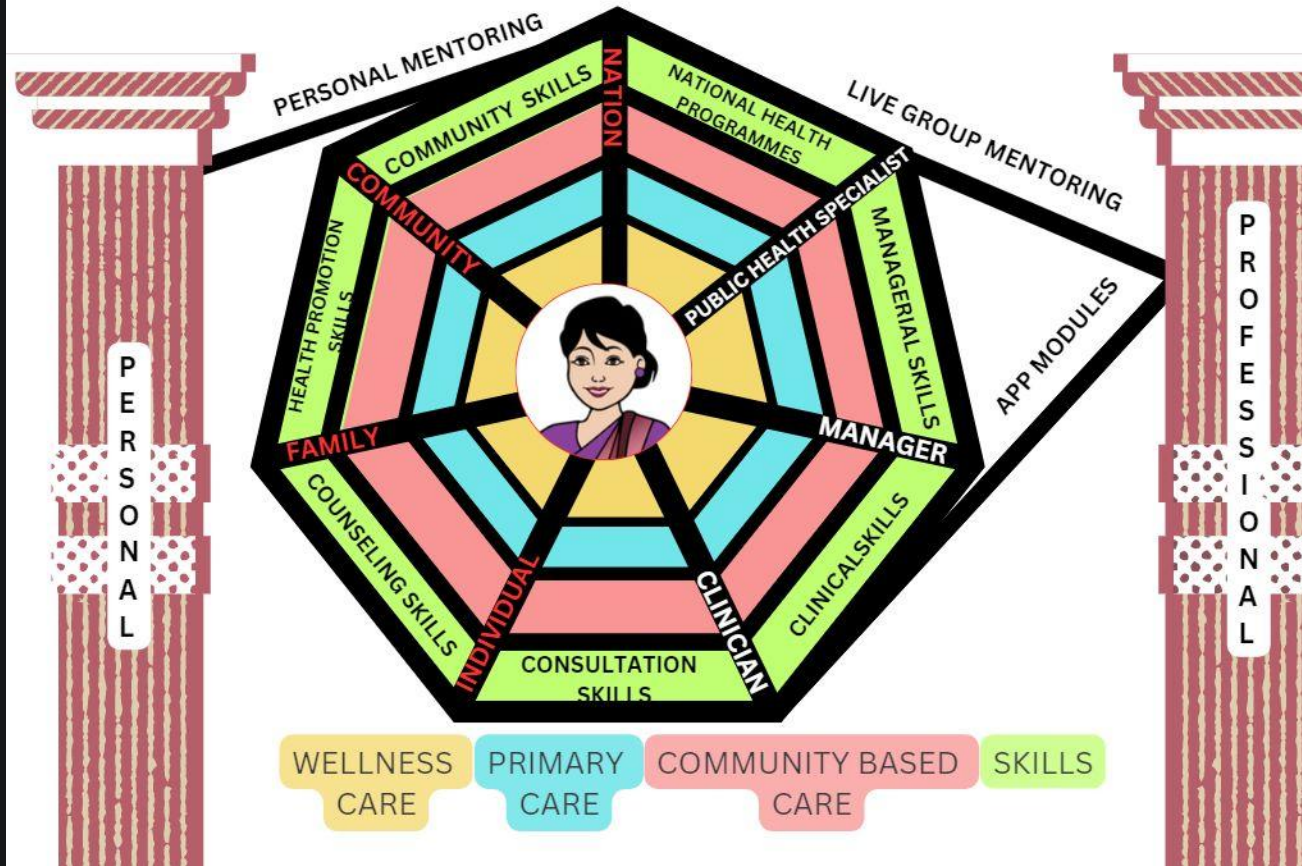 PERSONAL MENTORING
LIVE GROUP MENTORING
APP MODULES
PERSONAL
PROFESSIONAL
NATION
COMMUNITY SKILLS
NATIONAL HEALTH
PROGRAMMES
COMMUNITY
PUBLIC HEALTH SPECIALIST
HEALTH PROMOTION
SKILLS
MANAGERIAL SKILLS
FAMILY
MANAGER
COUNSELING SKILLS
CLINICALSKILLS
INDIVIDUAL
CLINICIAN
CONSULTATION
SKILLS
WELLNESS
CARE
PRIMARY
CARE
COMMUNITY BASED
CARE
SKILLS